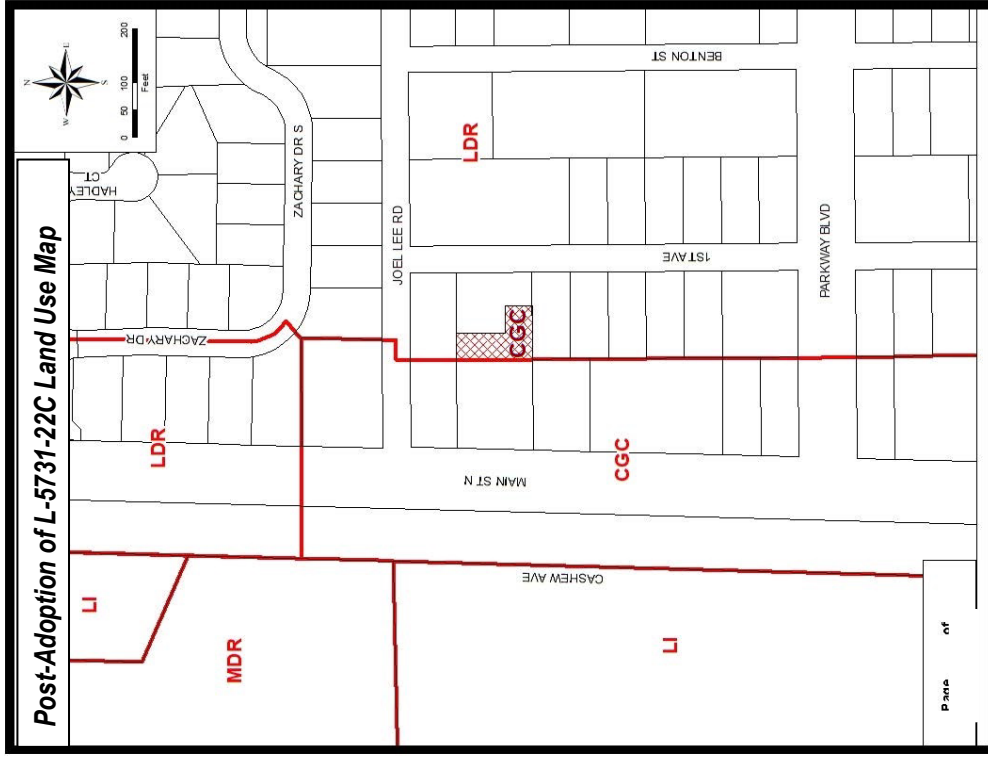 Post-Adoption of L-5731-22C Land Use Map
N
W
E
S
0 50 100 200
Feet
HADLEY
CT
ZACHARY DR
ZACHARY DR S
LDR
LI
MDR
JOEL LEE RD
LDR
BENTON ST
1ST AVE
CGC
MAIN ST N
CGC
CASHEW AVE
LI
PARKWAY BLVD
Page of